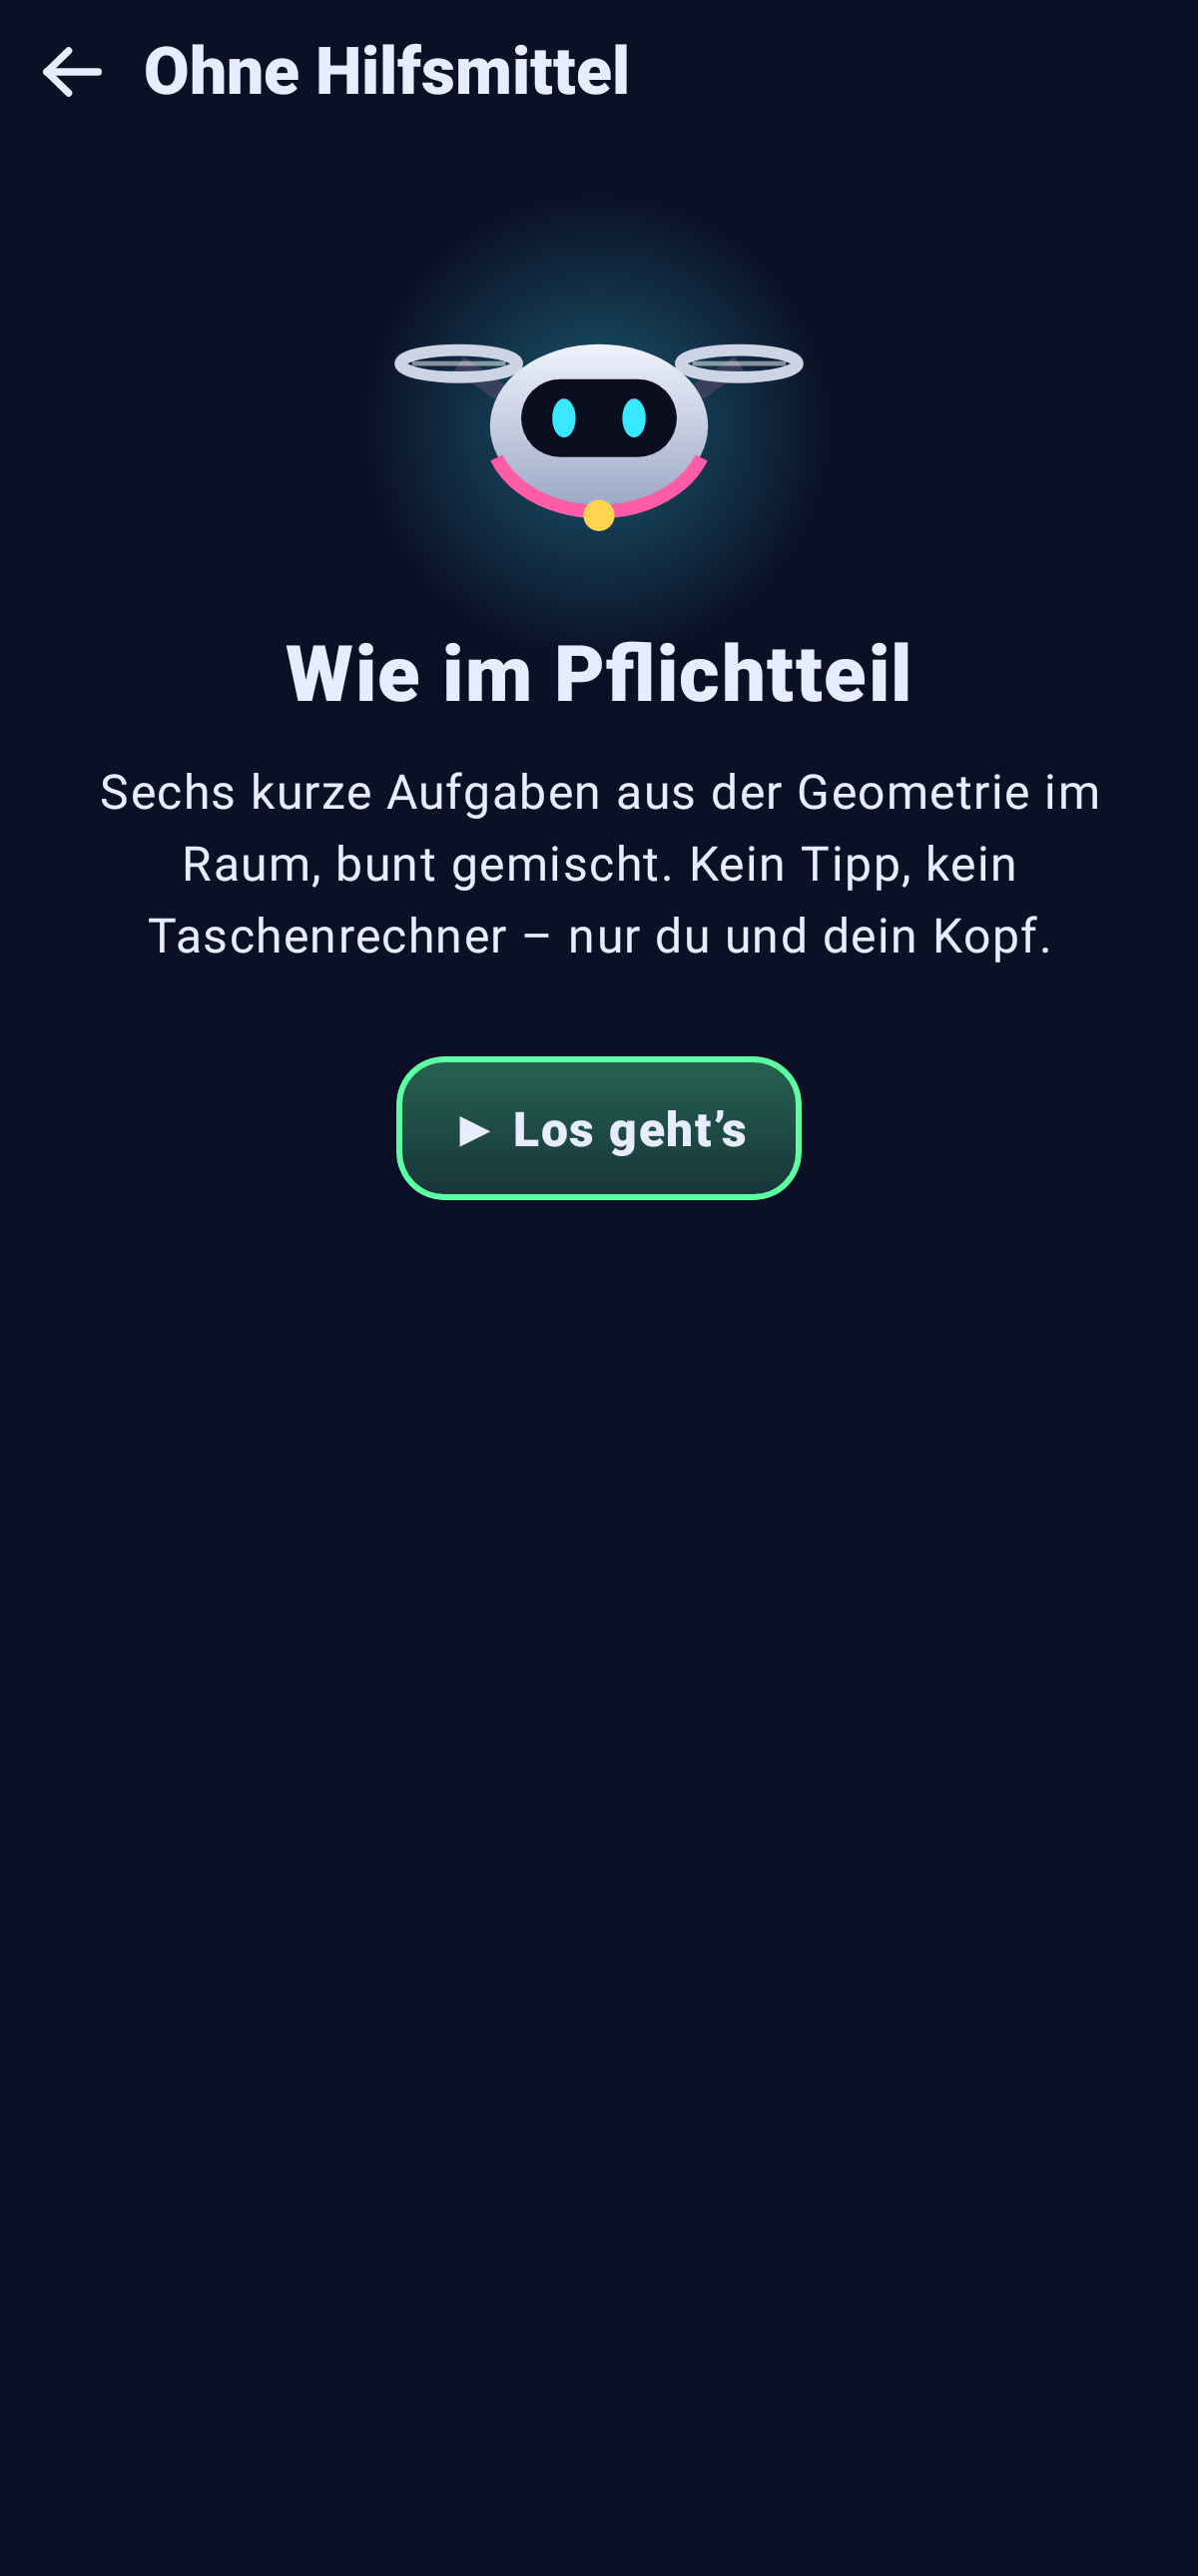 Ohne Hilfsmittel
Wie im Pflichtteil
Sechs kurze Aufgaben aus der Geometrie im
Raum, bunt gemischt. Kein Tipp, kein
Taschenrechner – nur du und dein Kopf.
▶ Los geht’s